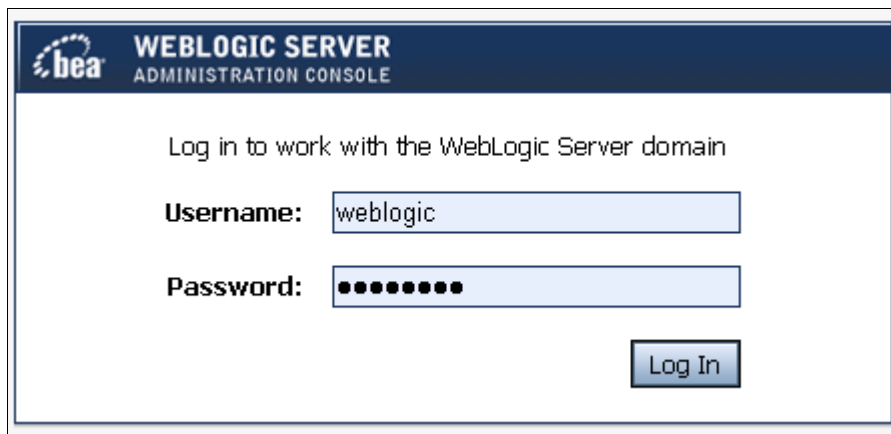 bea
WEBLOGIC SERVER
ADMINISTRATION CONSOLE
Log in to work with the WebLogic Server domain
Username: weblogic
Password: ●●●●●●●●
Log In